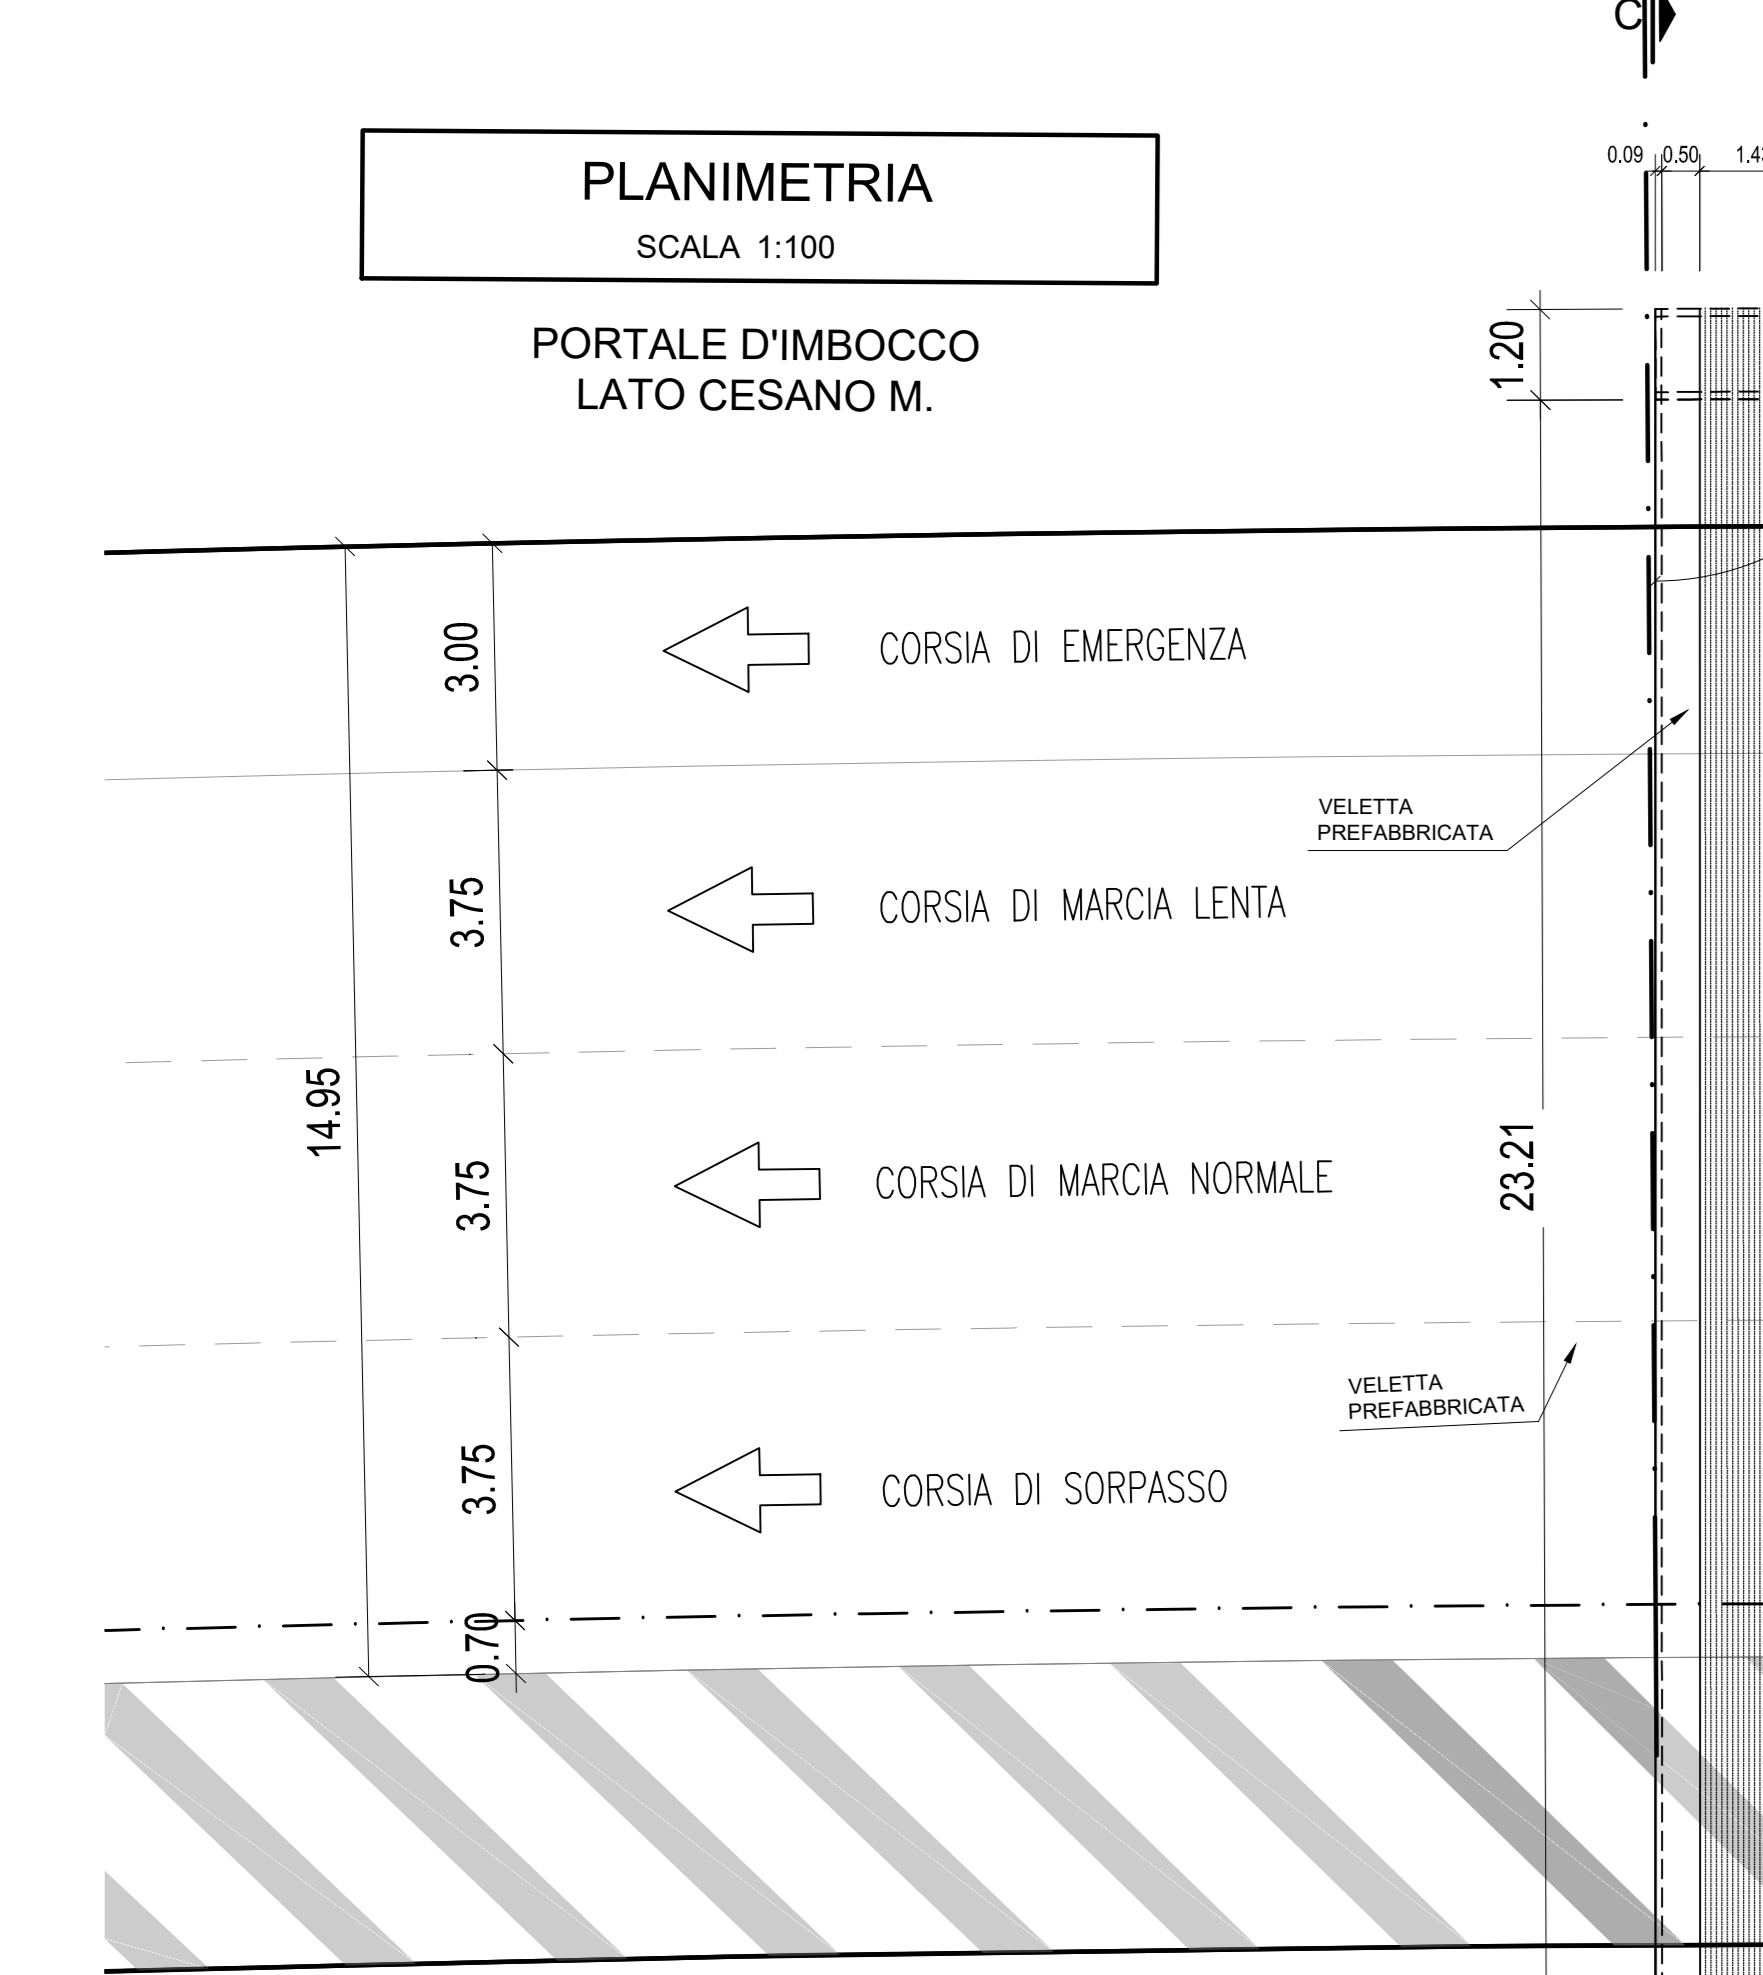 C
PLANIMETRIA
SCALA 1:100
0.09 0.50
PORTALE D'IMBOCCO
LATO CESANO M.
1.20
3.00
CORSIA DI EMERGENZA
VELETTA
PREFABBRICATA
3.75
CORSIA DI MARCIA LENTA
14.95
3.75
CORSIA DI MARCIA NORMALE
23.21
VELETTA
PREFABBRICATA
3.75
CORSIA DI SORPASSO
0.70